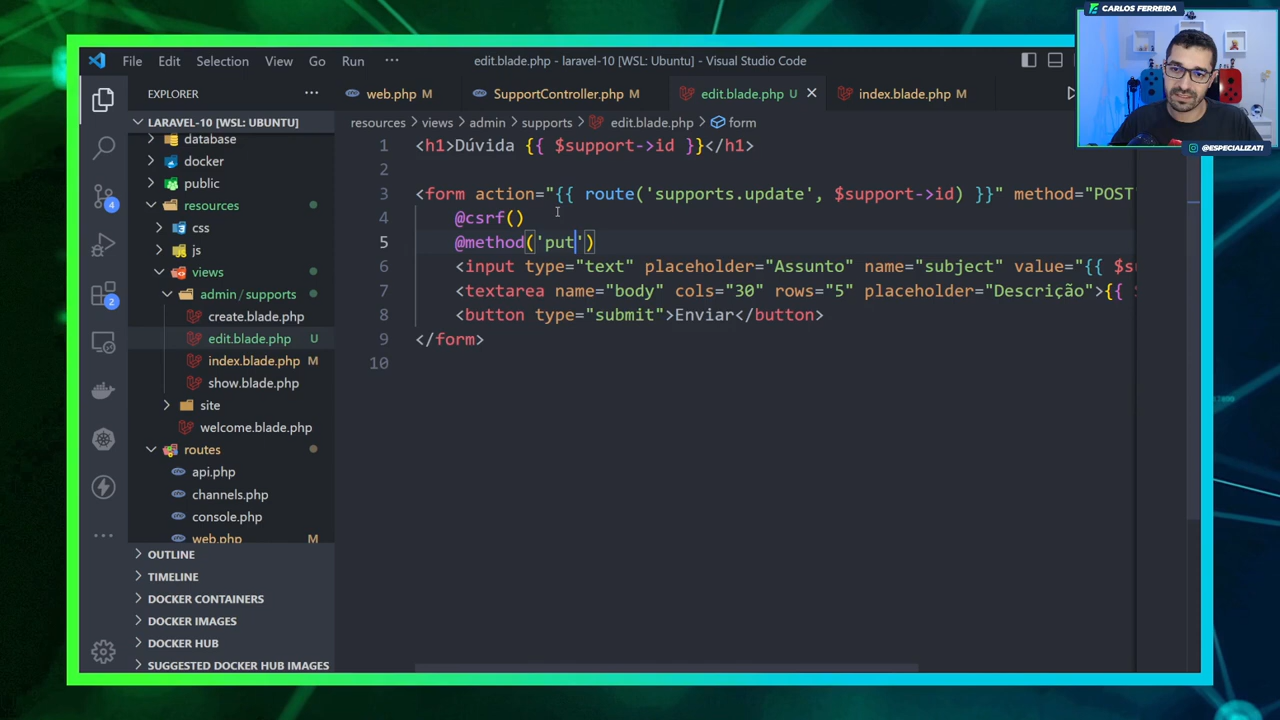 CARLOS FERREIRA
@ESPECIALIZATI
File Edit Selection View Go Run ···
edit.blade.php - laravel-10 [WSL: Ubuntu] - Visual Studio Code
EXPLORER ···
web.php M
SupportController.php M
edit.blade.php U
index.blade.php M
LARAVEL-10 [WSL: UBUNTU]
database
docker
public
resources
css
js
views
admin/supports
create.blade.php
edit.blade.php U
index.blade.php M
show.blade.php
site
welcome.blade.php
routes
api.php
channels.php
console.php
web.php M
OUTLINE
TIMELINE
DOCKER CONTAINERS
DOCKER IMAGES
DOCKER HUB
SUGGESTED DOCKER HUB IMAGES
4
2
resources > views > admin > supports > edit.blade.php > form
1 <h1>Dúvida {{ $support->id }}</h1>
2
3 <form action="{{ route('supports.update', $support->id) }}" method="POST"
4 @csrf()
5 @method('put')
6 <input type="text" placeholder="Assunto" name="subject" value="{{ $su
7 <textarea name="body" cols="30" rows="5" placeholder="Descrição">{{ $
8 <button type="submit">Enviar</button>
9 </form>
10